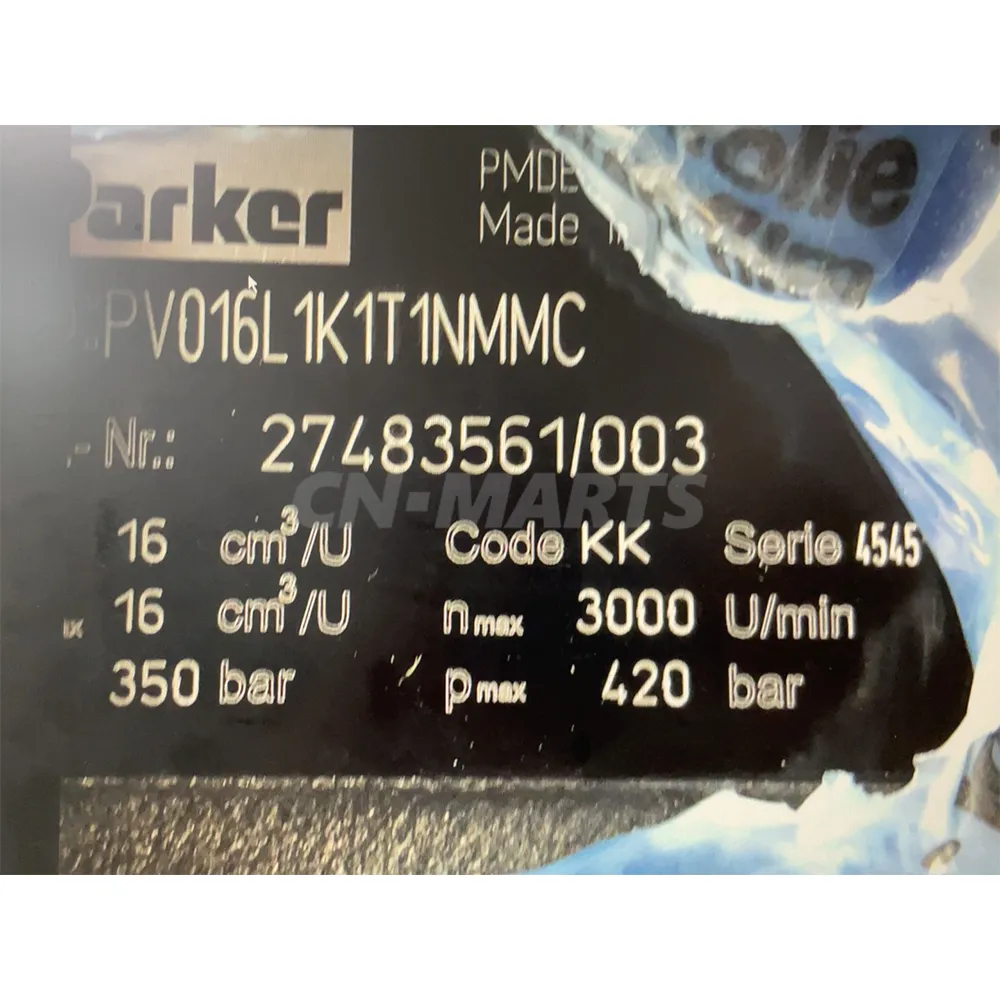 Parker
PMDE
Made
olie
PV016L1K1T1NMMC
Nr.: 27483561/003
CN-MARTS
16 cm³/U Code KK Serie 4545
16 cm³/U nmax 3000 U/min
350 bar pmax 420 bar